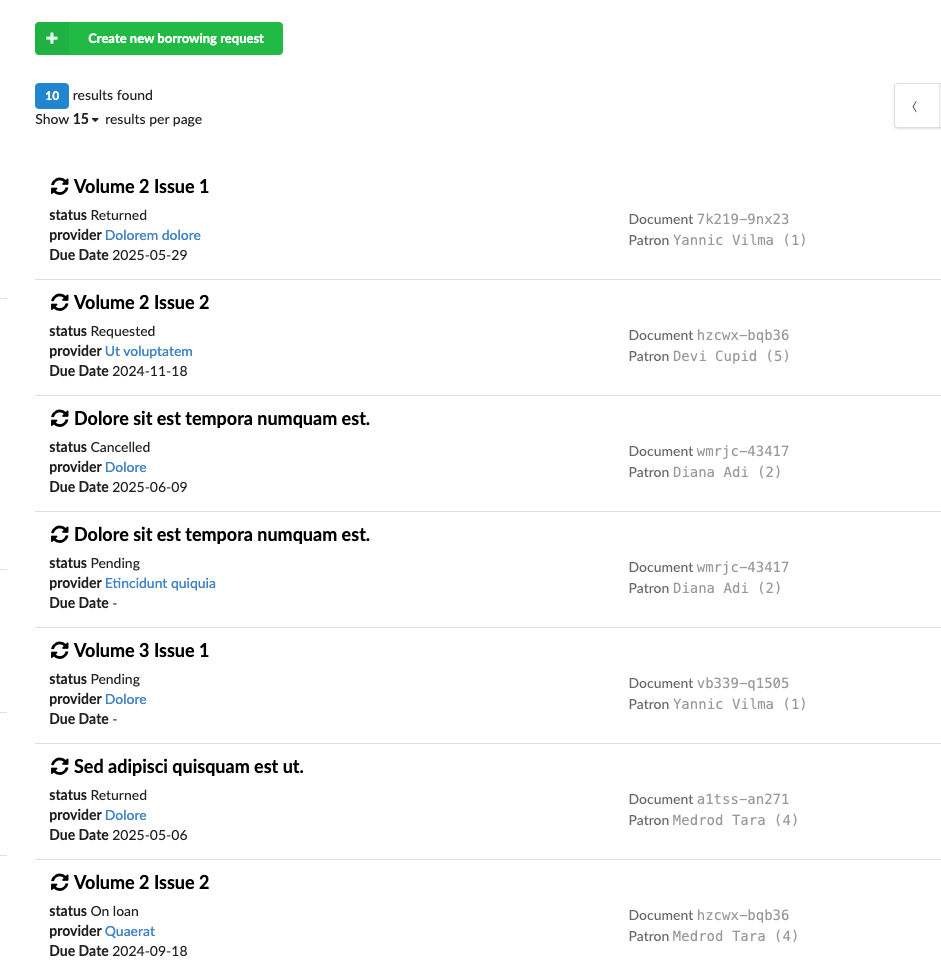 Create new borrowing request
10 results found
Show 15 results per page
Volume 2 Issue 1
status Returned
provider Dolorem dolore
Due Date 2025-05-29
Document 7k219-9nx23
Patron Yannic Vilma (1)
Volume 2 Issue 2
status Requested
provider Ut voluptatem
Due Date 2024-11-18
Document hzcwx-bqb36
Patron Devi Cupid (5)
Dolore sit est tempora numquam est.
status Cancelled
provider Dolore
Due Date 2025-06-09
Document wmrjc-43417
Patron Diana Adi (2)
Dolore sit est tempora numquam est.
status Pending
provider Etincidunt quiquia
Due Date -
Document wmrjc-43417
Patron Diana Adi (2)
Volume 3 Issue 1
status Pending
provider Dolore
Due Date -
Document vb339-q1505
Patron Yannic Vilma (1)
Sed adipisci quisquam est ut.
status Returned
provider Dolore
Due Date 2025-05-06
Document a1tss-an271
Patron Medrod Tara (4)
Volume 2 Issue 2
status On loan
provider Quaerat
Due Date 2024-09-18
Document hzcwx-bqb36
Patron Medrod Tara (4)